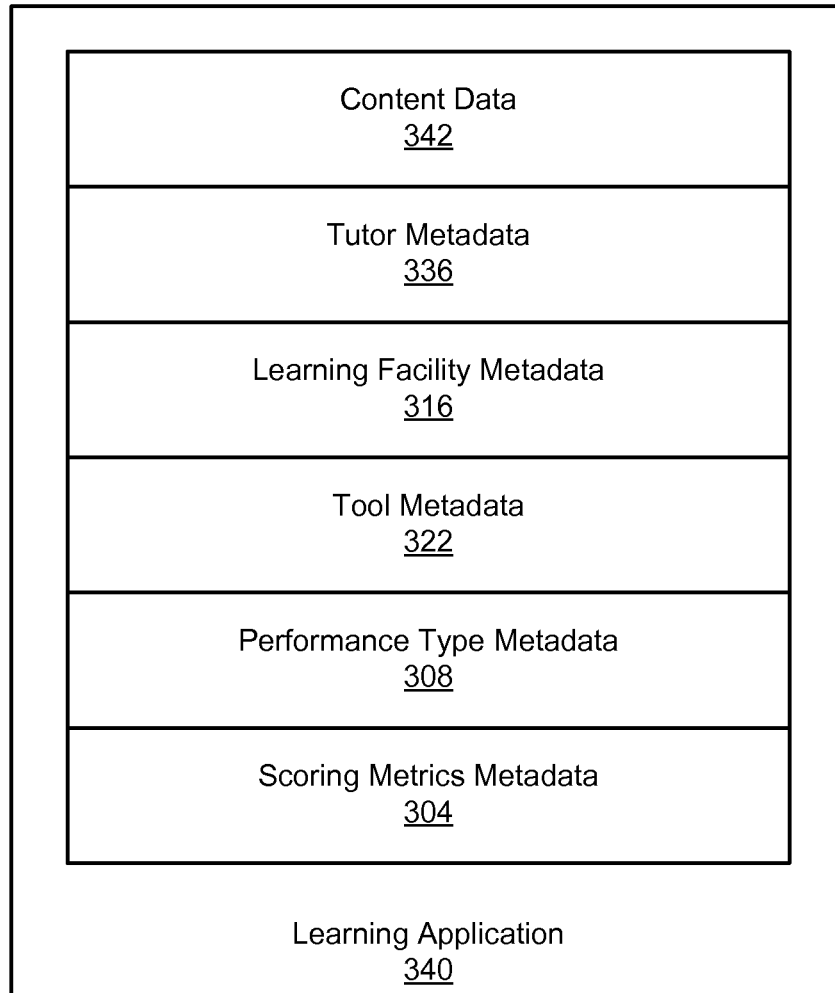 Content Data
342
Tutor Metadata
336
Learning Facility Metadata
316
Tool Metadata
322
Performance Type Metadata
308
Scoring Metrics Metadata
304
Learning Application
340